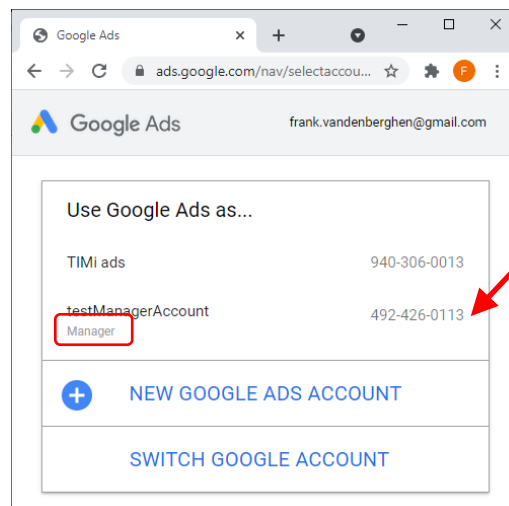 Google Ads
ads.google.com/nav/selectaccou...
F
Google Ads
frank.vandenberghen@gmail.com
Use Google Ads as...
TIMi ads 940-306-0013
testManagerAccount 492-426-0113
Manager
NEW GOOGLE ADS ACCOUNT
SWITCH GOOGLE ACCOUNT